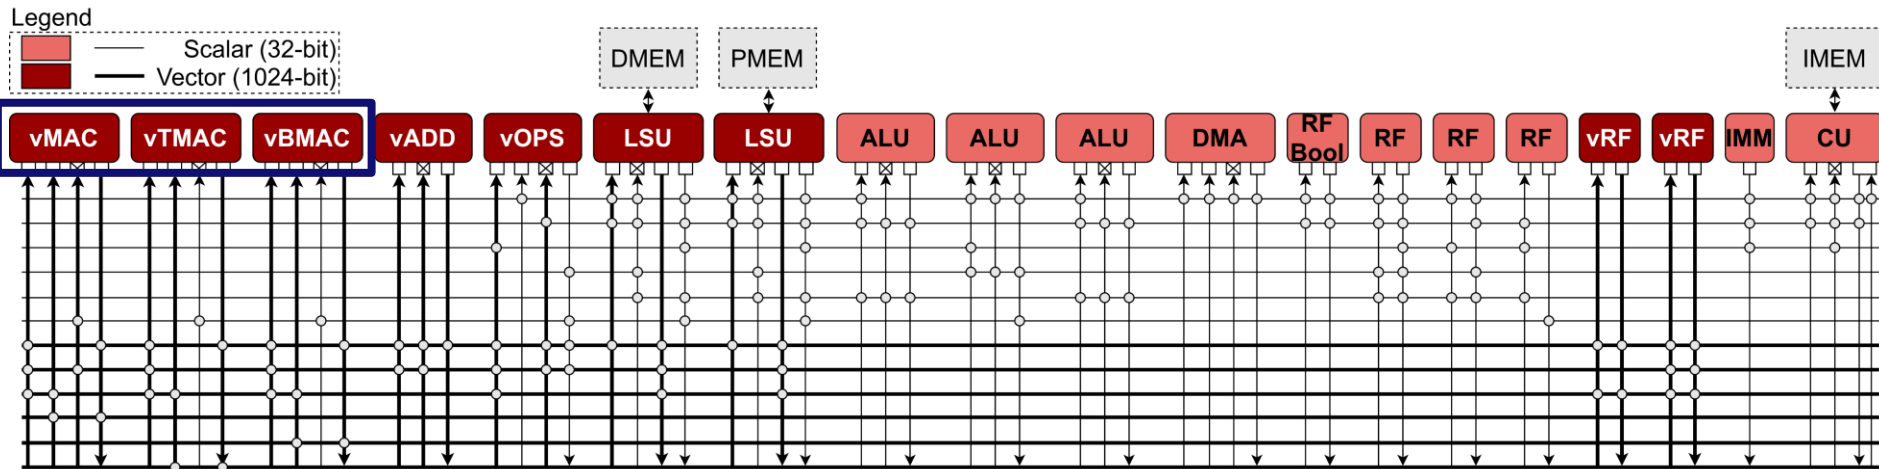 Legend
Scalar (32-bit)
Vector (1024-bit)
DMEM
PMEM
IMEM
vMAC
vTMAC
vBMAC
vADD
vOPS
LSU
LSU
ALU
ALU
ALU
DMA
RF
Bool
RF
RF
RF
vRF
vRF
IMM
CU